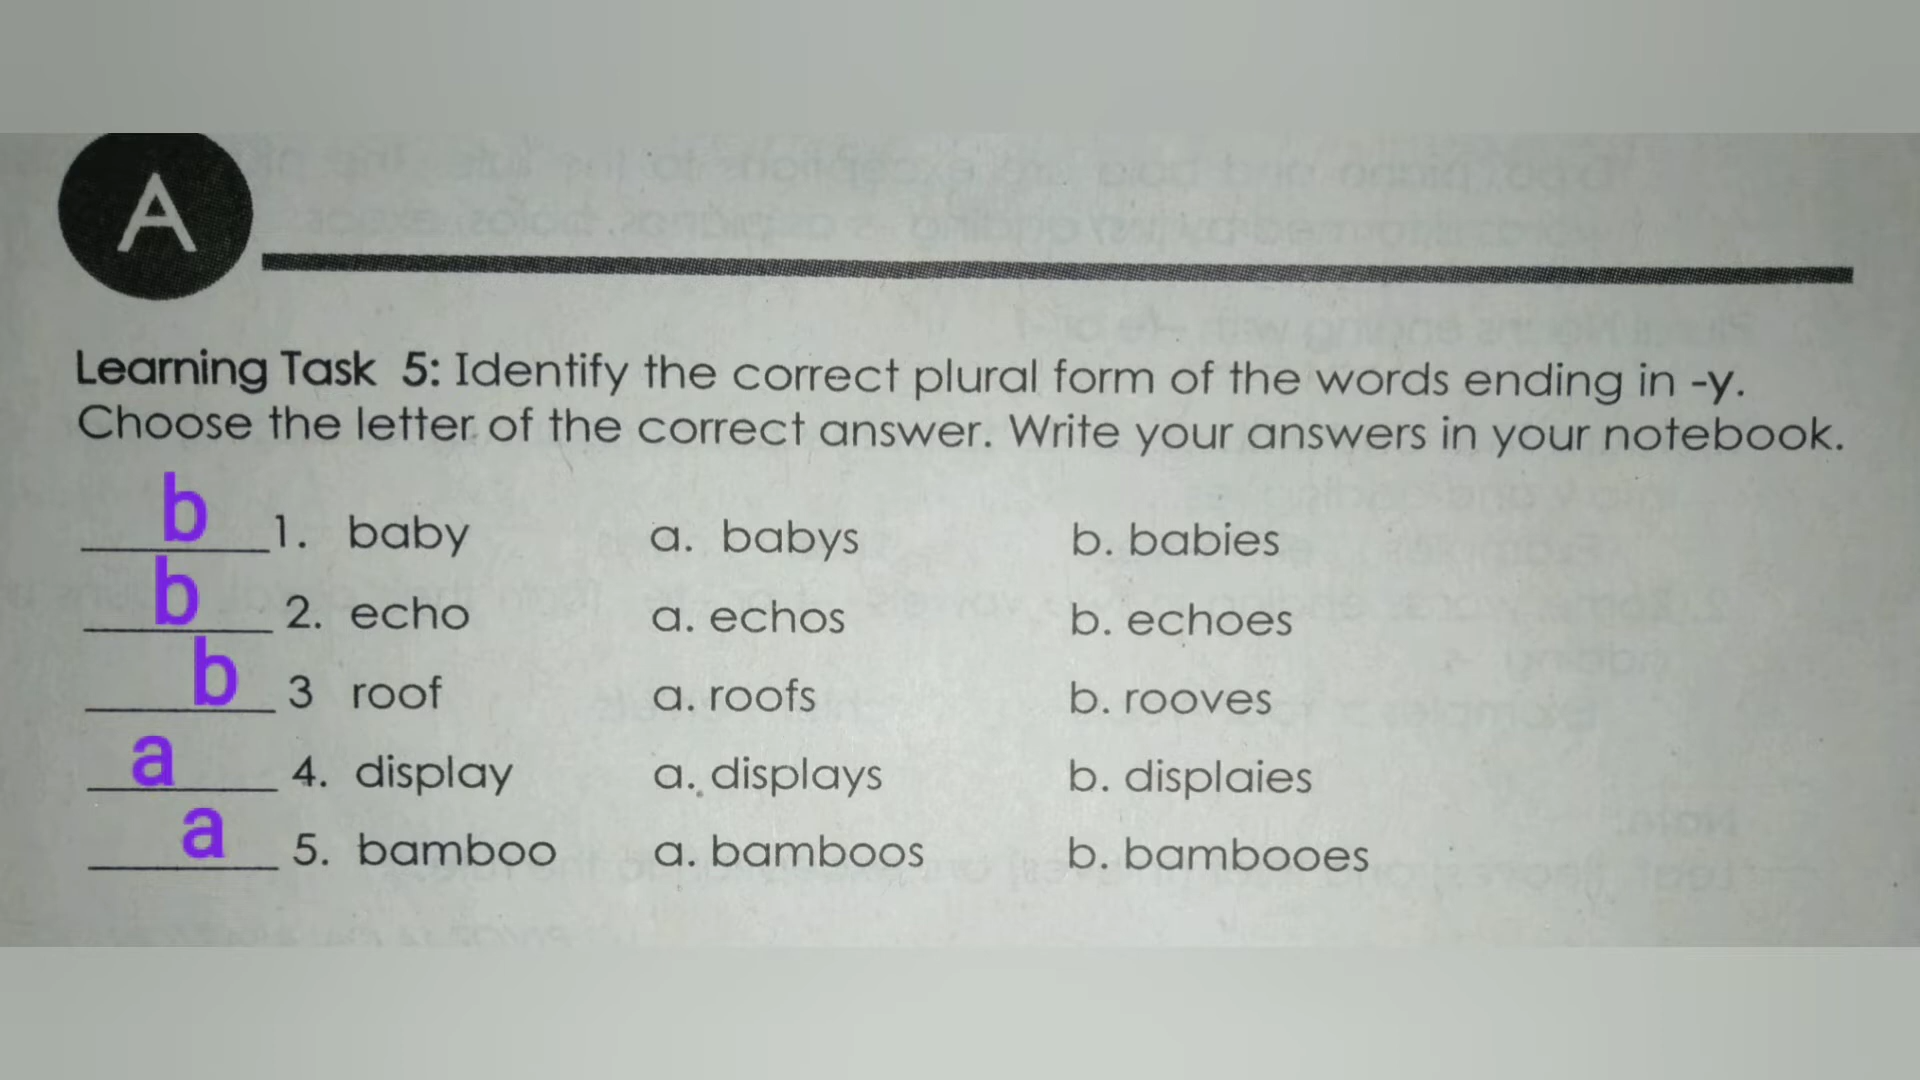 A
Learning Task 5: Identify the correct plural form of the words ending in -y.
Choose the letter of the correct answer. Write your answers in your notebook.
b 1. baby a. babys b. babies
b 2. echo a. echos b. echoes
b 3 roof a. roofs b. rooves
a 4. display a. displays b. displaies
a 5. bamboo a. bamboos b. bambooes